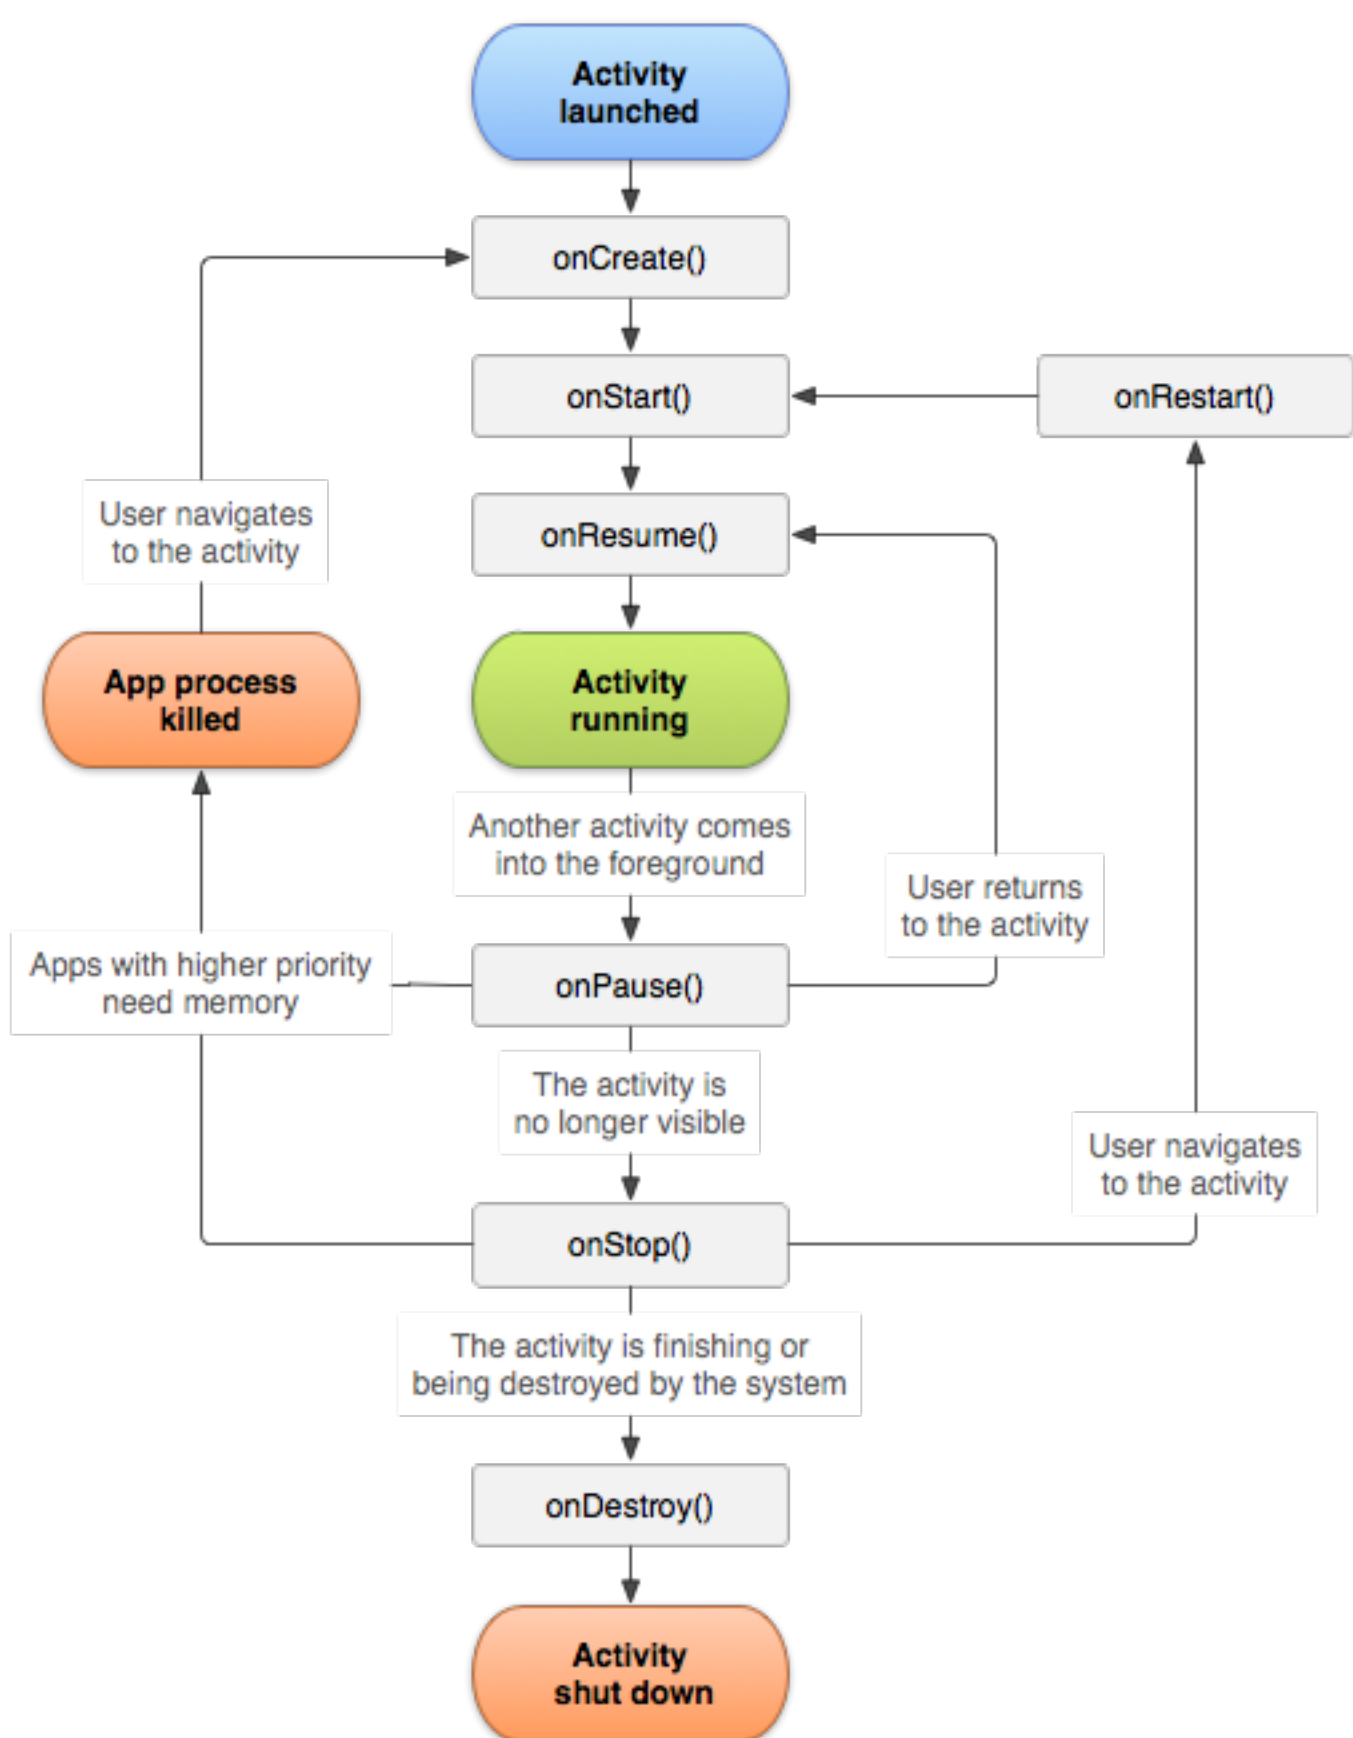 Activity
launched
onCreate()
onStart()
onRestart()
User navigates
to the activity
onResume()
App process
killed
Activity
running
Another activity comes
into the foreground
User returns
to the activity
Apps with higher priority
need memory
onPause()
The activity is
no longer visible
User navigates
to the activity
onStop()
The activity is finishing or
being destroyed by the system
onDestroy()
Activity
shut down